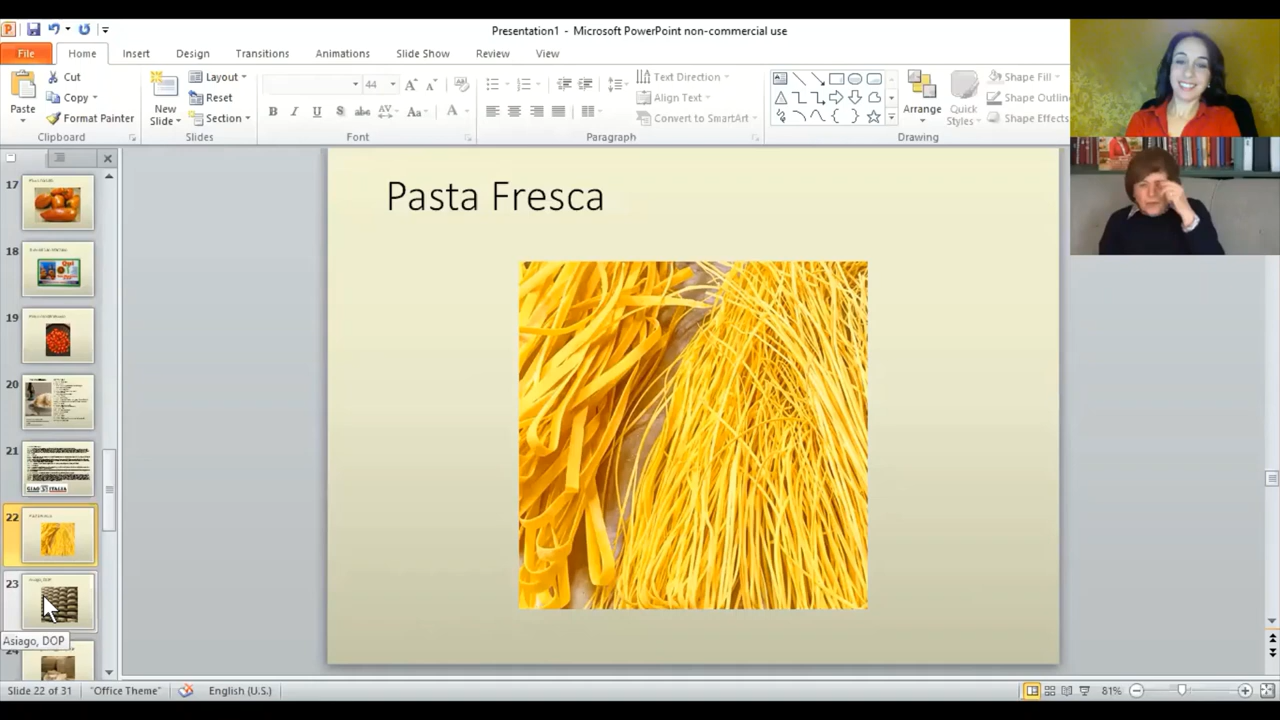 Presentation1 - Microsoft PowerPoint non-commercial use
File Home Insert Design Transitions Animations Slide Show Review View
Cut Layout 44 Text Direction Shape Fill
Copy Reset Align Text Shape Outline
Paste Format Painter New Slide Section Convert to SmartArt Arrange Quick Styles Shape Effects
Clipboard Slides Font Paragraph Drawing
17
18
19
20
21
CIAO ITALIA
22
23
Asiago, DOP
24
Pasta Fresca
Slide 22 of 31 "Office Theme" English (U.S.) 81%